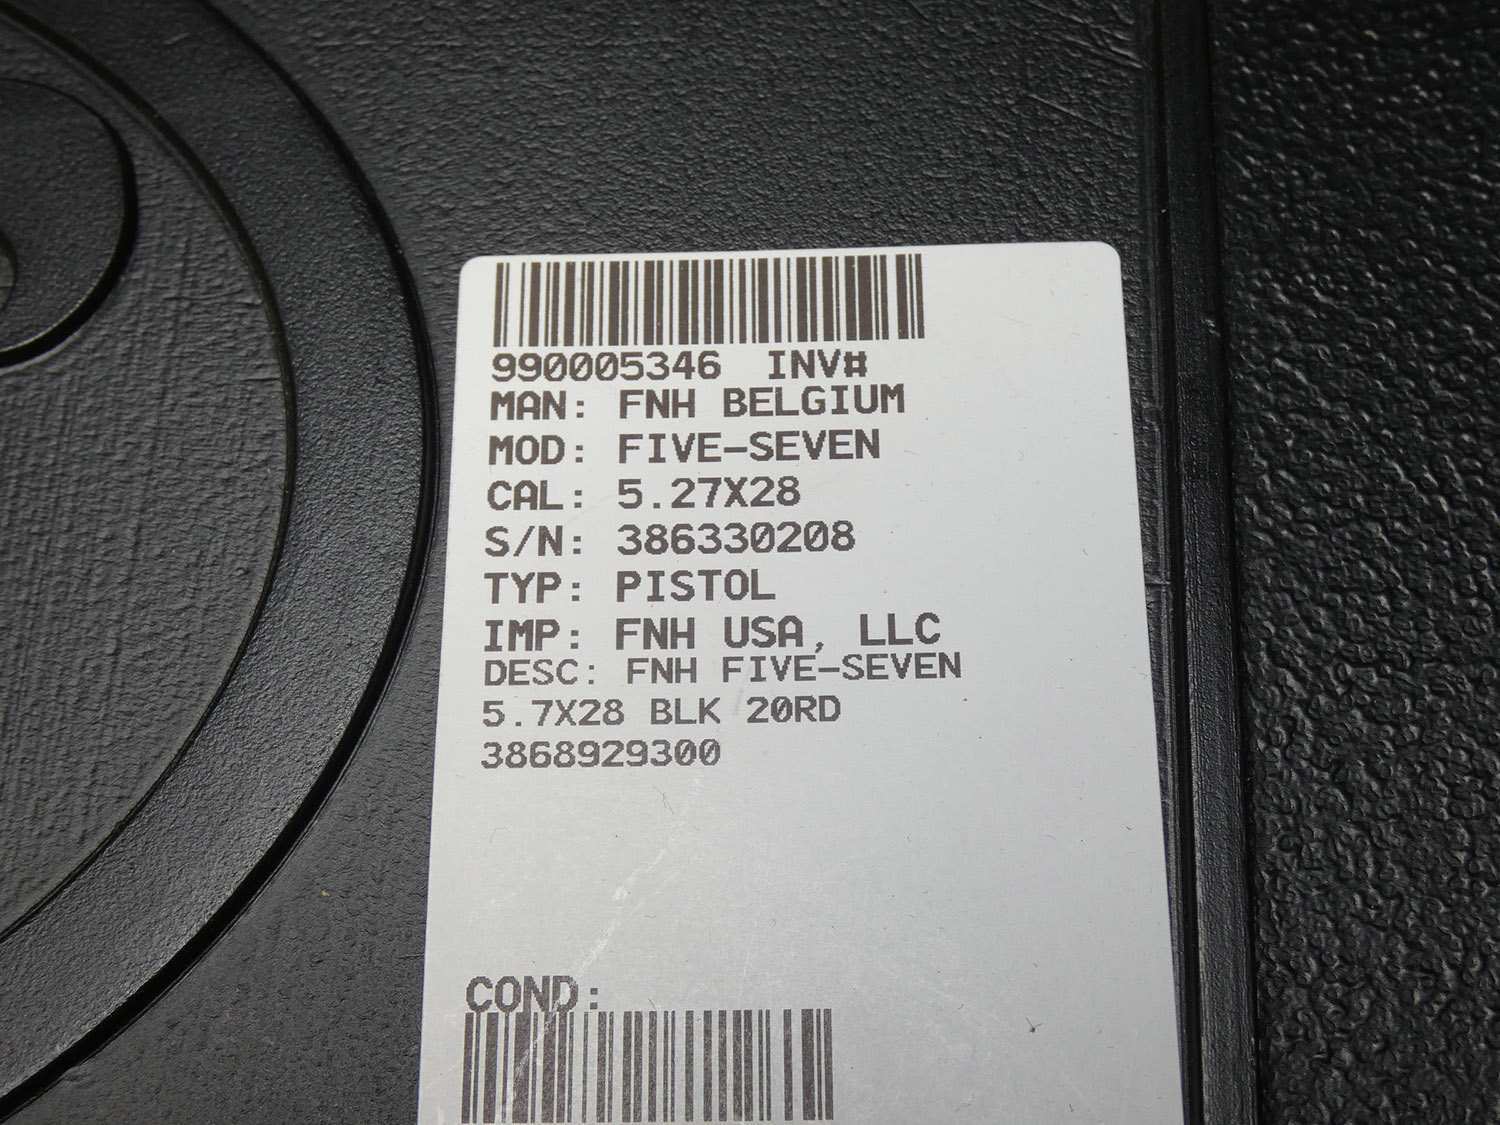 990005346 INV#
MAN: FNH BELGIUM
MOD: FIVE-SEVEN
CAL: 5.27X28
S/N: 386330208
TYP: PISTOL
IMP: FNH USA, LLC
DESC: FNH FIVE-SEVEN
5.7X28 BLK 20RD
3868929300
COND: